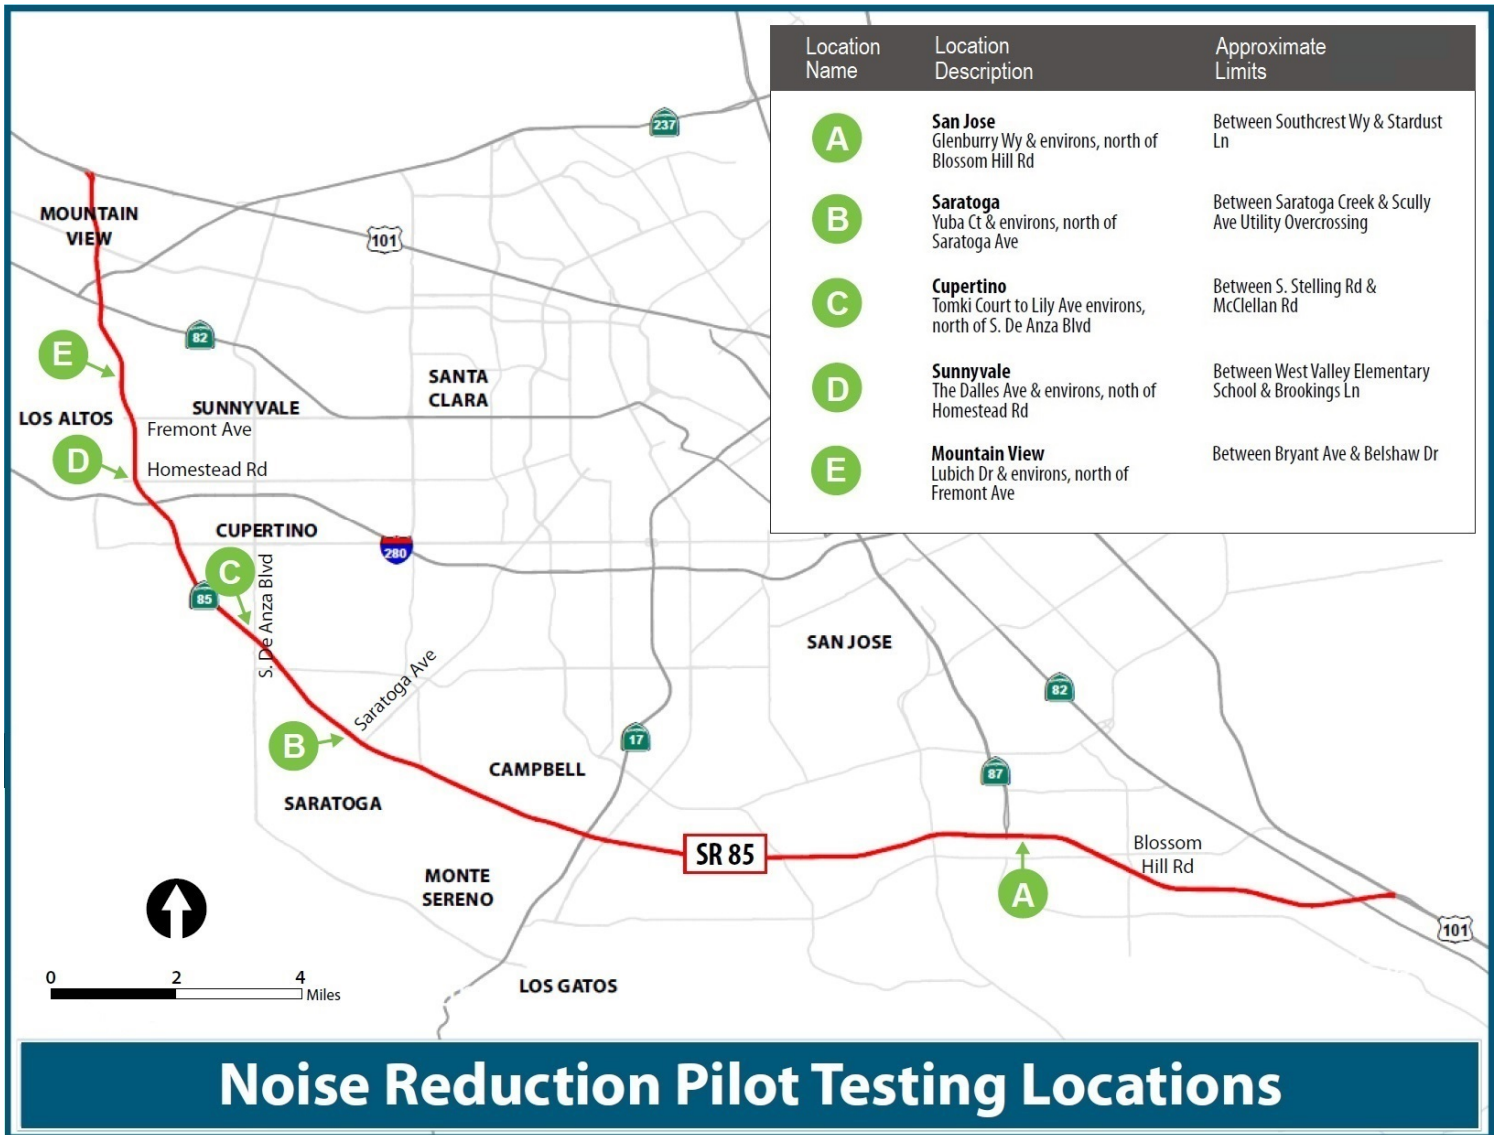 Location Name
Location Description
Approximate Limits
A
San Jose
Glenburry Wy & environs, north of
Blossom Hill Rd
Between Southcrest Wy & Stardust
Ln
B
Saratoga
Yuba Ct & environs, north of
Saratoga Ave
Between Saratoga Creek & Scully
Ave Utility Overcrossing
C
Cupertino
Tomki Court to Lily Ave environs,
north of S. De Anza Blvd
Between S. Stelling Rd &
McClellan Rd
D
Sunnyvale
The Dalles Ave & environs, noth of
Homestead Rd
Between West Valley Elementary
School & Brookings Ln
E
Mountain View
Lubich Dr & environs, north of
Fremont Ave
Between Bryant Ave & Belshaw Dr
237
MOUNTAIN
VIEW
101
82
E
SANTA
CLARA
LOS ALTOS
SUNNYVALE
Fremont Ave
D
Homestead Rd
CUPERTINO
280
C
85
S. De Anza Blvd
SAN JOSE
Saratoga Ave
82
B
17
CAMPBELL
87
SARATOGA
SR 85
Blossom
Hill Rd
MONTE
SERENO
A
101
0 2 4
Miles
LOS GATOS
Noise Reduction Pilot Testing Locations